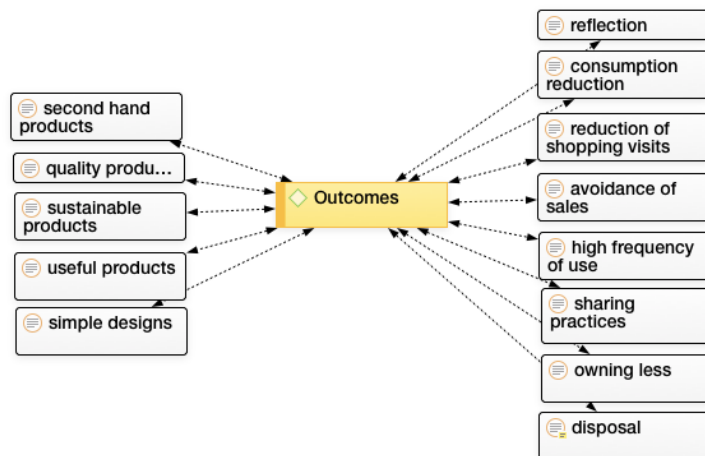 second hand
products
quality produ...
sustainable
products
useful products
simple designs
Outcomes
reflection
consumption
reduction
reduction of
shopping visits
avoidance of
sales
high frequency
of use
sharing
practices
owning less
disposal